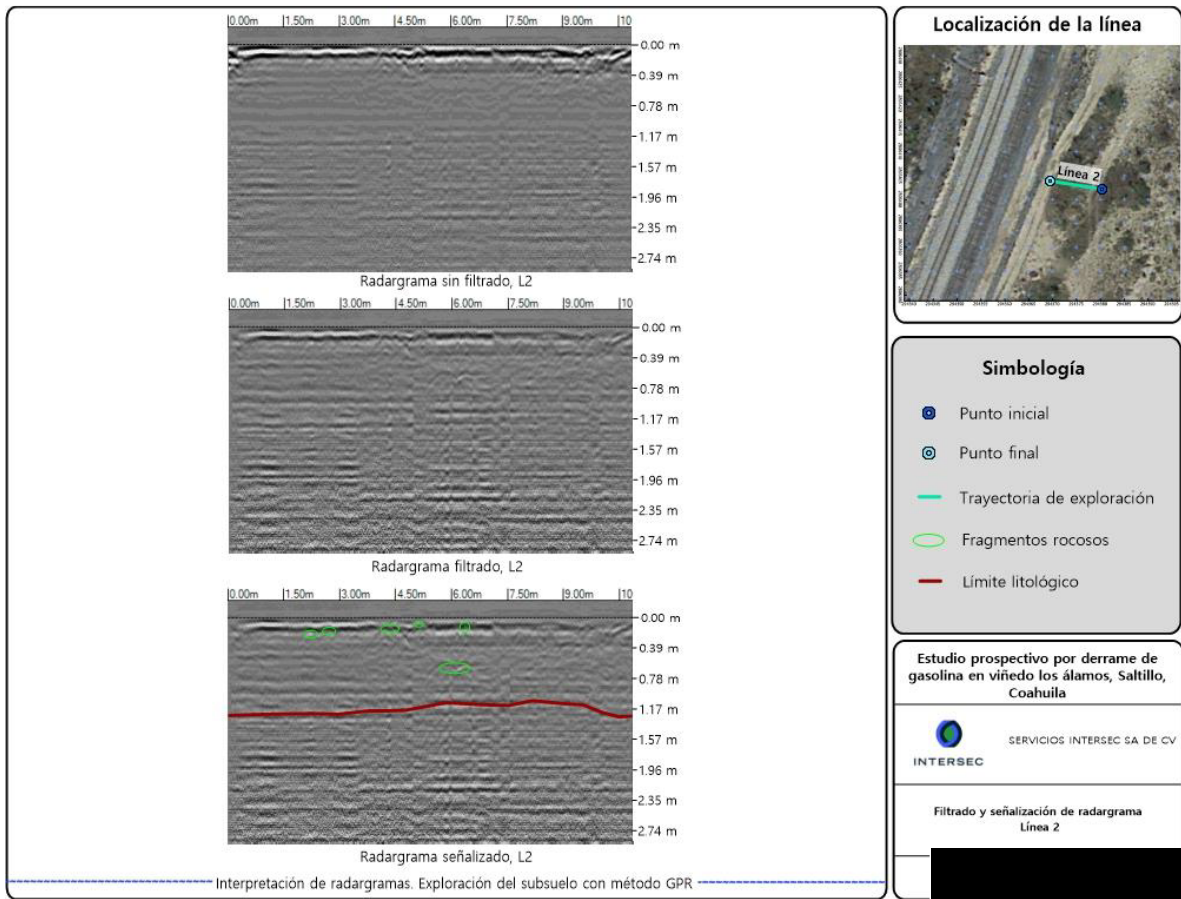 0.00m 1.50m 3.00m 4.50m 6.00m 7.50m 9.00m 10
0.00 m
0.39 m
0.78 m
1.17 m
1.57 m
1.96 m
2.35 m
2.74 m
Radargrama sin filtrado, L2
0.00m 1.50m 3.00m 4.50m 6.00m 7.50m 9.00m 10
0.00 m
0.39 m
0.78 m
1.17 m
1.57 m
1.96 m
2.35 m
2.74 m
Radargrama filtrado, L2
0.00m 1.50m 3.00m 4.50m 6.00m 7.50m 9.00m 10
0.00 m
0.39 m
0.78 m
1.17 m
1.57 m
1.96 m
2.35 m
2.74 m
Radargrama señalizado, L2
Interpretación de radargramas. Exploración del subsuelo con método GPR
Localización de la línea
Línea 2
Simbología
Punto inicial
Punto final
Trayectoria de exploración
Fragmentos rocosos
Límite litológico
Estudio prospectivo por derrame de
gasolina en viñedo los álamos, Saltillo,
Coahuila
INTERSEC
SERVICIOS INTERSEC SA DE CV
Filtrado y señalización de radargrama
Línea 2